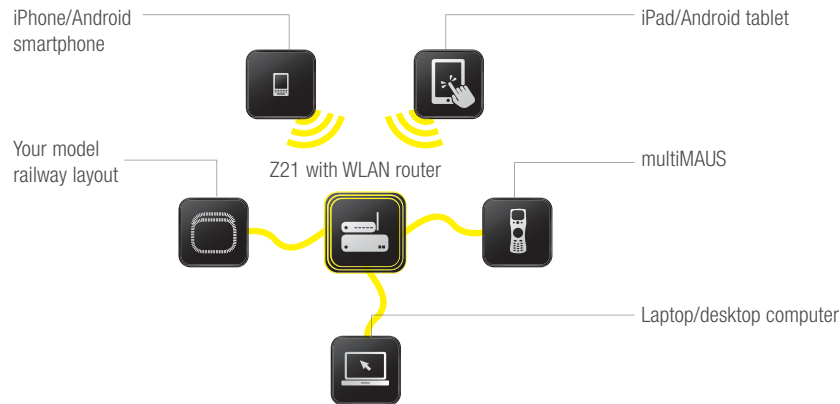 iPhone/Android
smartphone
iPad/Android tablet
Your model
railway layout
Z21 with WLAN router
multiMAUS
Laptop/desktop computer